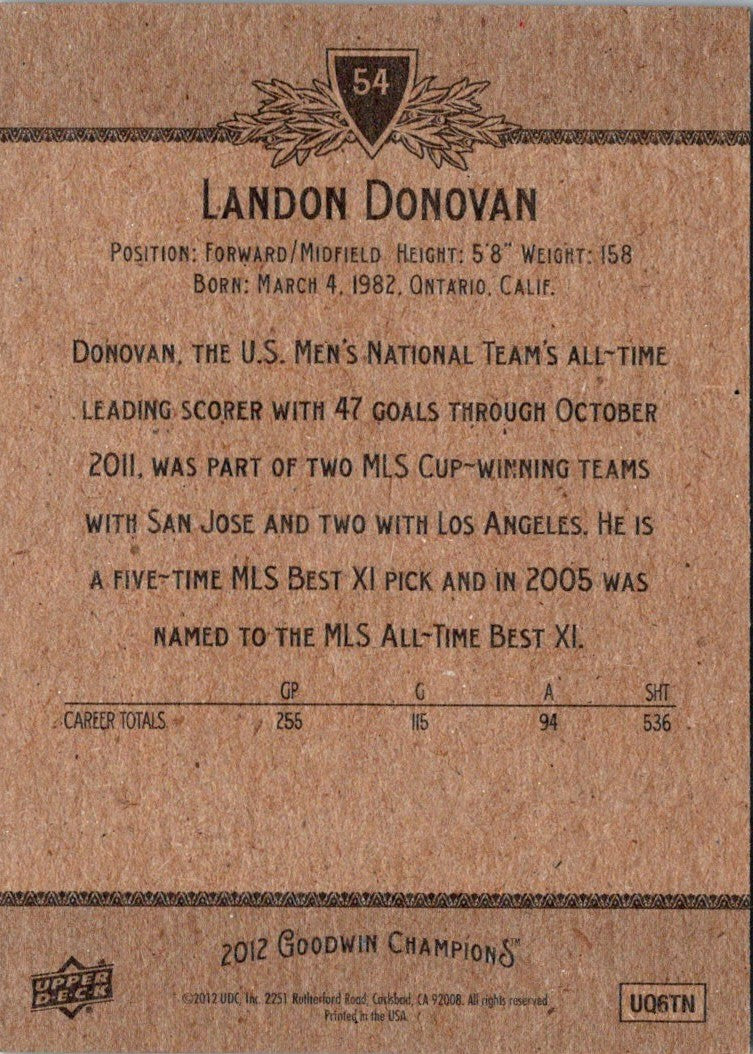 54
LANDON DONOVAN
POSITION: FORWARD/MIDFIELD HEIGHT: 5'8" WEIGHT: 158
BORN: MARCH 4, 1982, ONTARIO, CALIF.
DONOVAN, THE U.S. MEN'S NATIONAL TEAM'S ALL-TIME
LEADING SCORER WITH 47 GOALS THROUGH OCTOBER
2011, WAS PART OF TWO MLS CUP-WINNING TEAMS
WITH SAN JOSE AND TWO WITH LOS ANGELES. HE IS
A FIVE-TIME MLS BEST XI PICK AND IN 2005 WAS
NAMED TO THE MLS ALL-TIME BEST XI.
GP G A SHT
CAREER TOTALS 255 115 94 536
2012 GOODWIN CHAMPIONS™
UPPER
DECK
©2012 UDC, Inc. 2251 Rutherford Road, Carlsbad, CA 92008. All rights reserved
Printed in the USA
UQ6TN